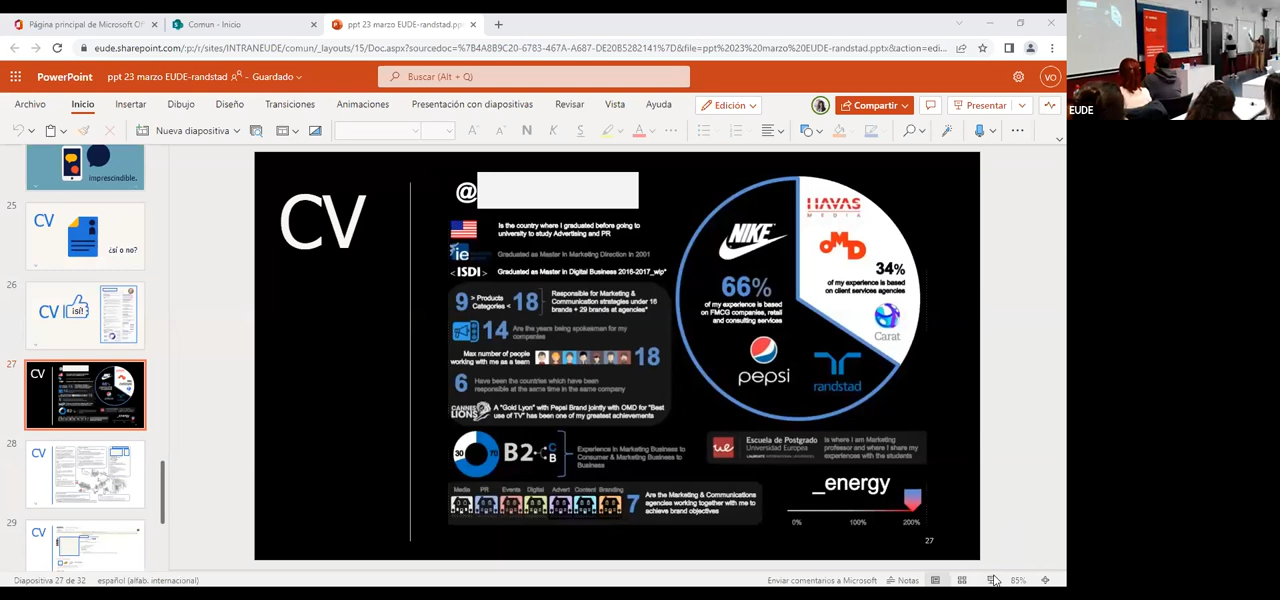 Página principal de Microsoft Of
Comun - Inicio
ppt 23 marzo EUDE-randstad.pp
eude.sharepoint.com/:p:/r/sites/INTRANEUDE/comun/_layouts/15/Doc.aspx?sourcedoc=%7B4A8B9C20-6783-467A-A687-DE20B5282141%7D&file=ppt%2023%20marzo%20EUDE-randstad.pptx&action=edi...
PowerPoint
ppt 23 marzo EUDE-randstad
- Guardado
Buscar (Alt + Q)
VO
Archivo
Inicio
Insertar
Dibujo
Diseño
Transiciones
Animaciones
Presentación con diapositivas
Revisar
Vista
Ayuda
Edición
Compartir
Presentar
Nueva diapositiva
N
K
S
EUDE
imprescindible.
25
CV
¿sí o no?
26
CV
¡sí!
27
CV
28
CV
29
CV
CV
@
Is the country where I graduated before going to
university to study Advertising and PR
ie
Graduated as Master in Marketing Direction in 2001
<ISDI>
Graduated as Master in Digital Business 2016-2017_wip*
9 > Products
Categories < 18
Responsible for Marketing &
Communication strategies under 16
brands + 29 brands at agencies*
14
Are the years being spokesman for my
companies
Max number of people
working with me as a team
18
6
Have been the countries which have been
responsible at the same time in the same company
CANNES
LIONS
A "Gold Lyon" with Pepsi Brand jointly with OMD for "Best
use of TV" has been one of my greatest achievements
30
70
B2
C
B
Experience in Marketing Business to
Consumer & Marketing Business to
Business
Media PR Events Digital Advert Content Branding
7
Are the Marketing & Communications
agencies working together with me to
achieve brand objectives
NIKE
66%
of my experience is based
on FMCG companies, retail
and consulting services
pepsi
randstad
HAVAS
MEDIA
OMD
34%
of my experience is based
on client services agencies
Carat
ue
Escuela de Postgrado
Universidad Europea
LAUREATE INTERNATIONAL UNIVERSITIES
Is where I am Marketing
professor and where I share my
experiences with the students
_energy
0%
100%
200%
27
Diapositiva 27 de 32
español (alfab. internacional)
Enviar comentarios a Microsoft
Notas
85%